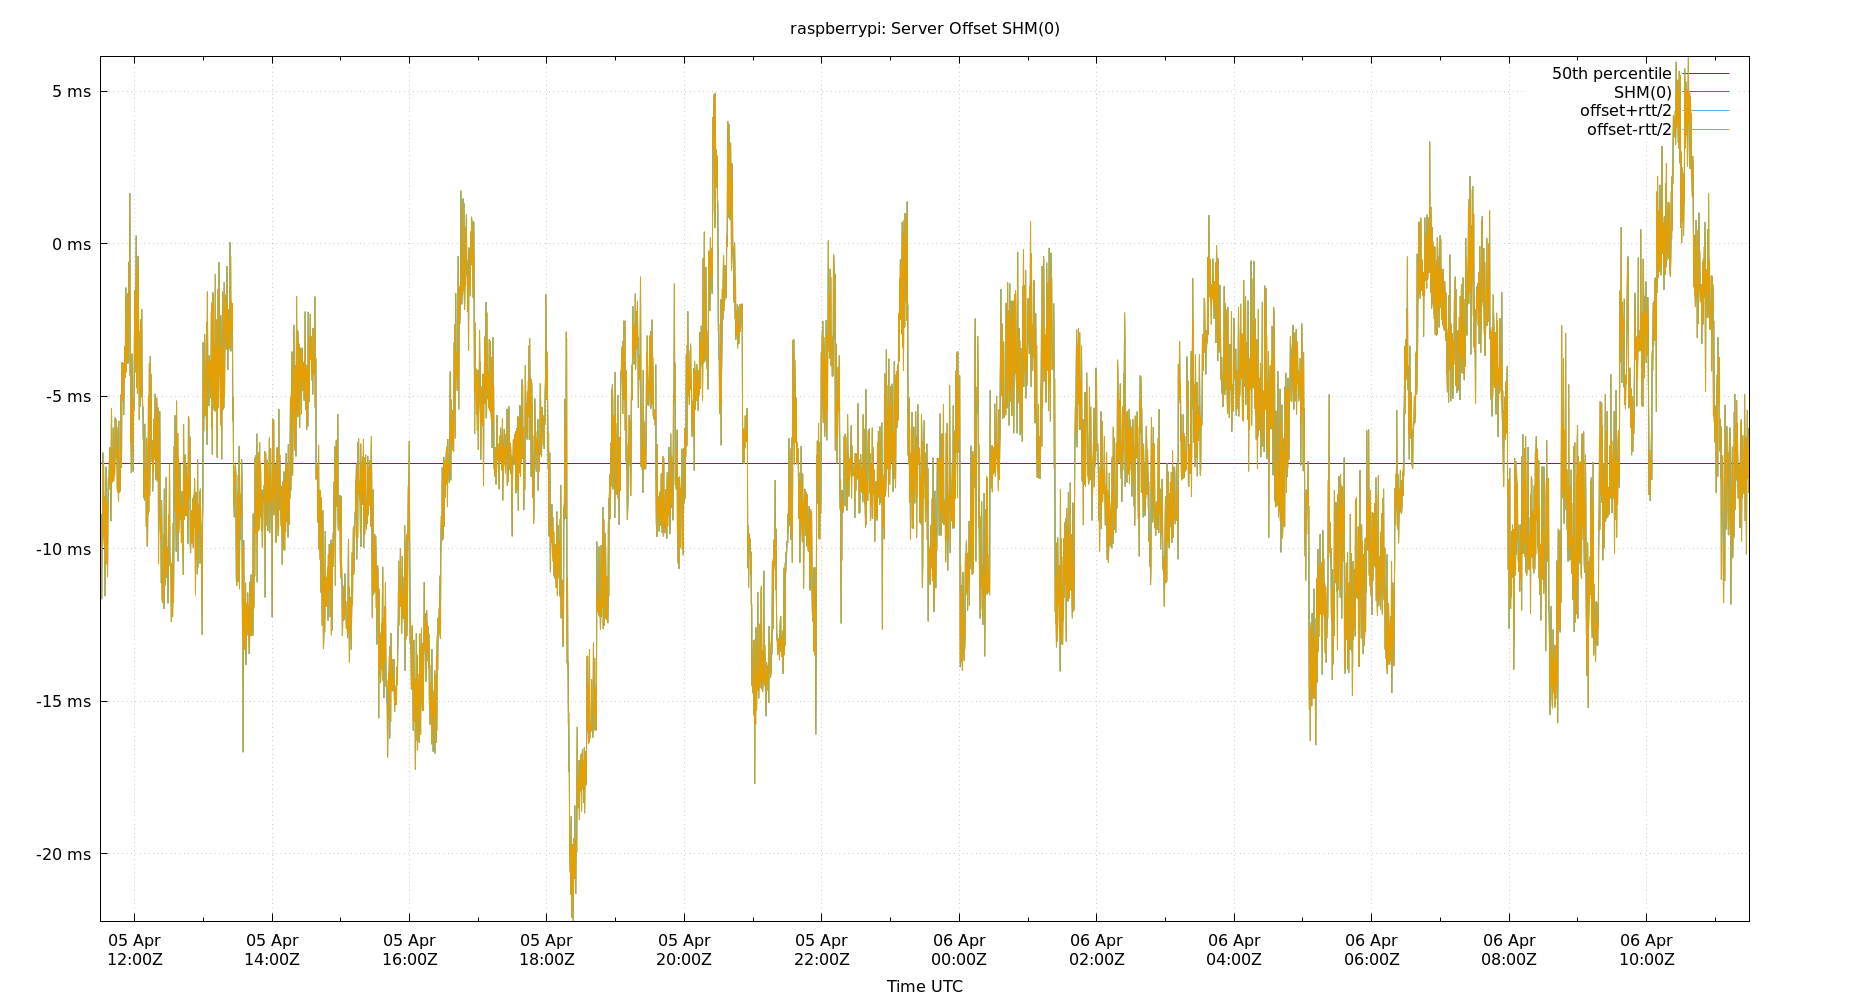 raspberrypi: Server Offset SHM(0)
50th percentile
SHM(0)
offset+rtt/2
offset-rtt/2
5 ms
0 ms
-5 ms
-10 ms
-15 ms
-20 ms
05 Apr 05 Apr 05 Apr 05 Apr 05 Apr 05 Apr 06 Apr 06 Apr 06 Apr 06 Apr 06 Apr 06 Apr
12:00Z 14:00Z 16:00Z 18:00Z 20:00Z 22:00Z 00:00Z 02:00Z 04:00Z 06:00Z 08:00Z 10:00Z
Time UTC